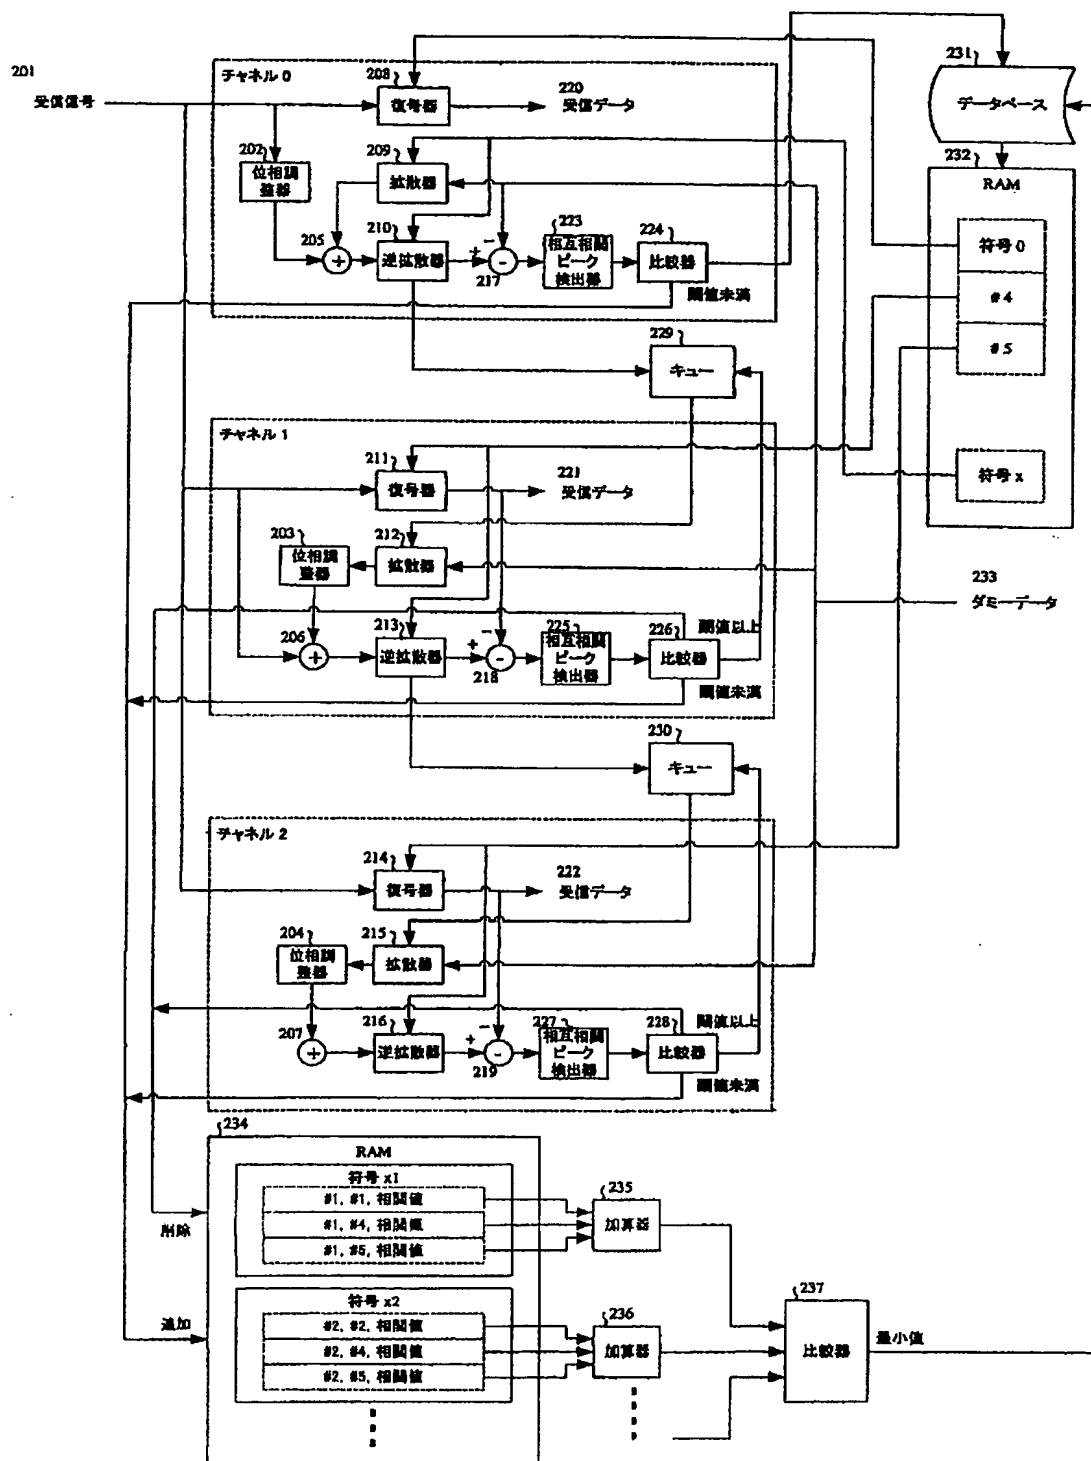 201
受信信号
チャネル 0
208
復号器
220
受信データ
231
データベース
202
位相調
整器
209
拡散器
232
RAM
205
+
210
逆拡散器
+
-
-
217
223
相互相関
ピーク
検出器
224
比較器
閾値未満
符号 0
#4
#5
符号 x
229
キュー
チャネル 1
211
復号器
221
受信データ
203
位相調
整器
212
拡散器
233
ダミーデータ
206
+
213
逆拡散器
+
-
-
218
225
相互相関
ピーク
検出器
226
比較器
閾値以上
閾値未満
230
キュー
チャネル 2
214
復号器
222
受信データ
204
位相調
整器
215
拡散器
207
+
216
逆拡散器
+
-
-
219
227
相互相関
ピーク
検出器
228
比較器
閾値以上
閾値未満
234
RAM
符号 x1
#1, #1, 相関値
#1, #4, 相関値
#1, #5, 相関値
235
加算器
削除
符号 x2
#2, #2, 相関値
#2, #4, 相関値
#2, #5, 相関値
236
加算器
追加
237
比較器
最小値